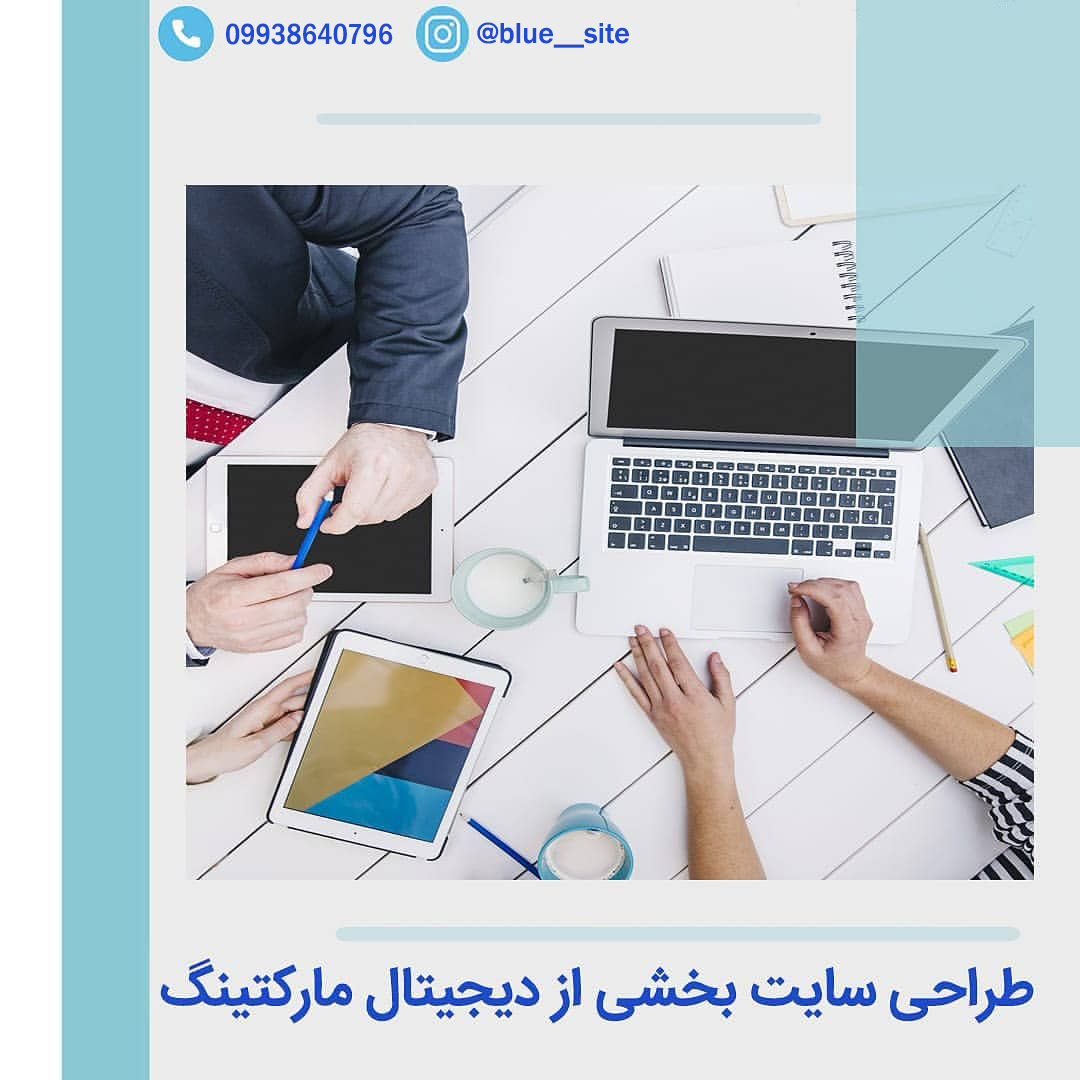 09938640796 @blue__site
طراحی سایت بخشی از دیجیتال مارکتینگ